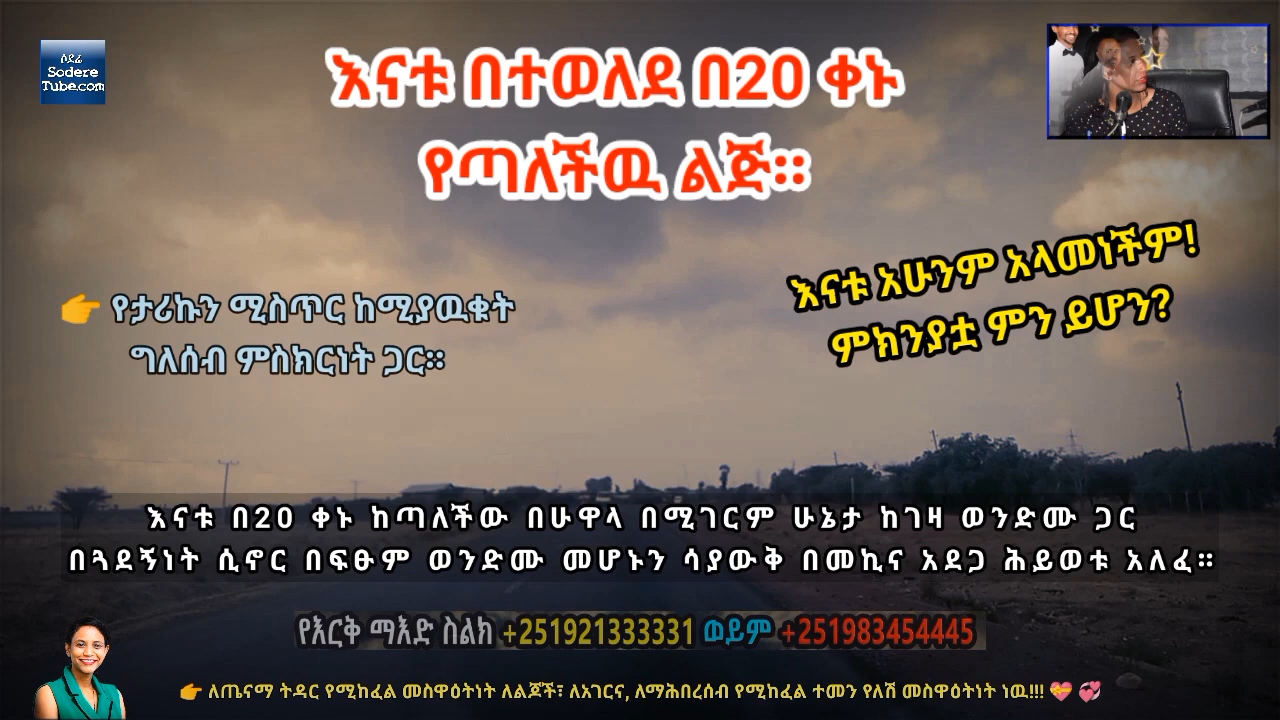 ሶደሬ
Sodere
Tube.com
እናቱ በተወለደ በ20 ቀኑ
የጣለችዉ ልጅ።
እናቱ አሁንም አላመነችም!
ምክንያቷ ምን ይሆን?
👉 የታሪኩን ሚስጥር ከሚያዉቁት
ግለሰብ ምስክርነት ጋር።
እናቱ በ20 ቀኑ ከጣለችው በሁዋላ በሚገርም ሁኔታ ከገዛ ወንድሙ ጋር
በጓደኝነት ሲኖር በፍፁም ወንድሙ መሆኑን ሳያውቅ በመኪና አደጋ ሕይወቱ አለፈ።
የእርቅ ማእድ ስልክ +251921333331 ወይም +251983454445
👉 ለጤናማ ትዳር የሚከፈል መስዋዕትነት ለልጆች፣ ለአገርና, ለማሕበረሰብ የሚከፈል ተመን የለሽ መስዋዕትነት ነዉ!!! 💝 💞